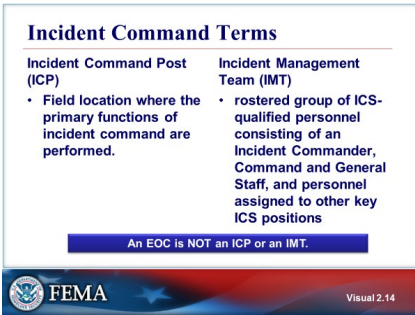 Incident Command Terms
Incident Command Post
(ICP)
• Field location where the
primary functions of
incident command are
performed.
Incident Management
Team (IMT)
• rostered group of ICS-
qualified personnel
consisting of an
Incident Commander,
Command and General
Staff, and personnel
assigned to other key
ICS positions
An EOC is NOT an ICP or an IMT.
FEMA
Visual 2.14